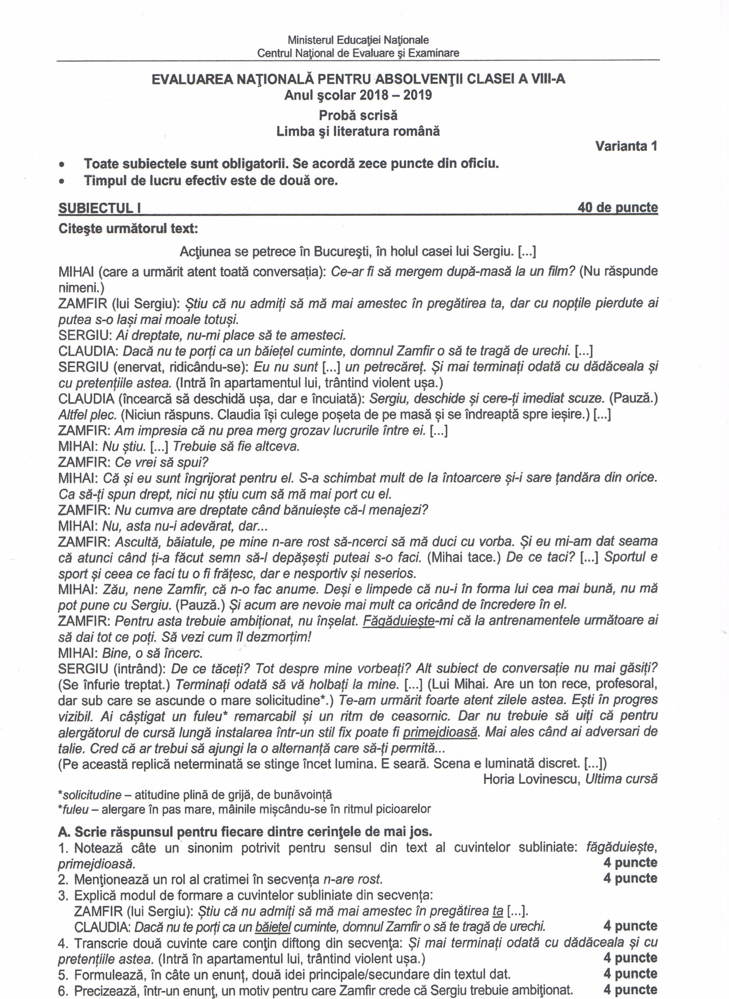 Ministerul Educaţiei Naţionale
Centrul Naţional de Evaluare şi Examinare
EVALUAREA NAŢIONALĂ PENTRU ABSOLVENŢII CLASEI A VIII-A
Anul şcolar 2018 – 2019
Probă scrisă
Limba şi literatura română
Varianta 1
• Toate subiectele sunt obligatorii. Se acordă zece puncte din oficiu.
• Timpul de lucru efectiv este de două ore.
SUBIECTUL I 40 de puncte
Citeşte următorul text:
Acţiunea se petrece în Bucureşti, în holul casei lui Sergiu. [...]
MIHAI (care a urmărit atent toată conversația): Ce-ar fi să mergem după-masă la un film? (Nu răspunde
nimeni.)
ZAMFIR (lui Sergiu): Știu că nu admiți să mă mai amestec în pregătirea ta, dar cu nopțile pierdute ai
putea s-o lași mai moale totuși.
SERGIU: Ai dreptate, nu-mi place să te amesteci.
CLAUDIA: Dacă nu te porți ca un băiețel cuminte, domnul Zamfir o să te tragă de urechi. [...]
SERGIU (enervat, ridicându-se): Eu nu sunt [...] un petrecăreț. Și mai terminați odată cu dădăceala și
cu pretențiile astea. (Intră în apartamentul lui, trântind violent ușa.)
CLAUDIA (încearcă să deschidă ușa, dar e încuiată): Sergiu, deschide și cere-ți imediat scuze. (Pauză.)
Altfel plec. (Niciun răspuns. Claudia își culege poșeta de pe masă și se îndreaptă spre ieșire.) [...]
ZAMFIR: Am impresia că nu prea merg grozav lucrurile între ei. [...]
MIHAI: Nu știu. [...] Trebuie să fie altceva.
ZAMFIR: Ce vrei să spui?
MIHAI: Că și eu sunt îngrijorat pentru el. S-a schimbat mult de la întoarcere și-i sare țandăra din orice.
Ca să-ți spun drept, nici nu știu cum să mă mai port cu el.
ZAMFIR: Nu cumva are dreptate când bănuiește că-l menajezi?
MIHAI: Nu, asta nu-i adevărat, dar...
ZAMFIR: Ascultă, băiatule, pe mine n-are rost să-ncerci să mă duci cu vorba. Și eu mi-am dat seama
că atunci când ți-a făcut semn să-l depășești puteai s-o faci. (Mihai tace.) De ce taci? [...] Sportul e
sport și ceea ce faci tu o fi frățesc, dar e nesportiv și neserios.
MIHAI: Zău, nene Zamfir, că n-o fac anume. Deși e limpede că nu-i în forma lui cea mai bună, nu mă
pot pune cu Sergiu. (Pauză.) Și acum are nevoie mai mult ca oricând de încredere în el.
ZAMFIR: Pentru asta trebuie ambiționat, nu înșelat. Făgăduiește-mi că la antrenamentele următoare ai
să dai tot ce poți. Să vezi cum îl dezmorțim!
MIHAI: Bine, o să încerc.
SERGIU (intrând): De ce tăceți? Tot despre mine vorbeați? Alt subiect de conversație nu mai găsiți?
(Se înfurie treptat.) Terminați odată să vă holbați la mine. [...] (Lui Mihai. Are un ton rece, profesoral,
dar sub care se ascunde o mare solicitudine*.) Te-am urmărit foarte atent zilele astea. Ești în progres
vizibil. Ai câștigat un fuleu* remarcabil și un ritm de ceasornic. Dar nu trebuie să uiți că pentru
alergătorul de cursă lungă instalarea într-un stil fix poate fi primejdioasă. Mai ales când ai adversari de
talie. Cred că ar trebui să ajungi la o alternanță care să-ți permită...
(Pe această replică neterminată se stinge încet lumina. E seară. Scena e luminată discret. [...])
Horia Lovinescu, Ultima cursă
*solicitudine – atitudine plină de grijă, de bunăvoință
*fuleu – alergare în pas mare, mâinile mișcându-se în ritmul picioarelor
A. Scrie răspunsul pentru fiecare dintre cerinţele de mai jos.
1. Notează câte un sinonim potrivit pentru sensul din text al cuvintelor subliniate: făgăduiește,
primejdioasă. 4 puncte
2. Menţionează un rol al cratimei în secvența n-are rost. 4 puncte
3. Explică modul de formare a cuvintelor subliniate din secvența:
ZAMFIR (lui Sergiu): Știu că nu admiți să mă mai amestec în pregătirea ta [...].
CLAUDIA: Dacă nu te porți ca un băiețel cuminte, domnul Zamfir o să te tragă de urechi. 4 puncte
4. Transcrie două cuvinte care conţin diftong din secvenţa: Și mai terminați odată cu dădăceala și cu
pretențiile astea. (Intră în apartamentul lui, trântind violent ușa.) 4 puncte
5. Formulează, în câte un enunț, două idei principale/secundare din textul dat. 4 puncte
6. Precizează, într-un enunţ, un motiv pentru care Zamfir crede că Sergiu trebuie ambiţionat. 4 puncte